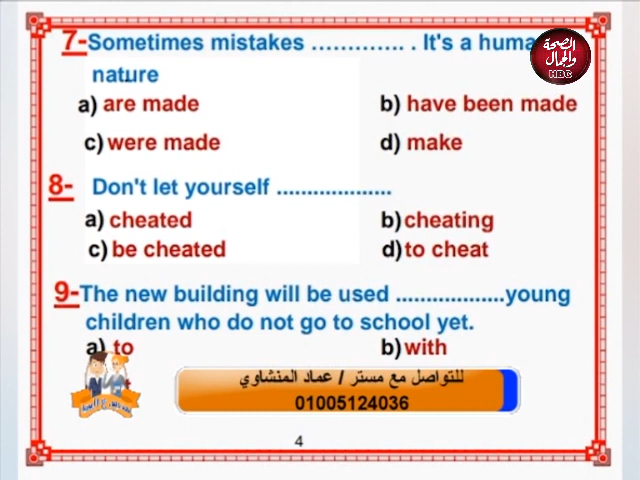 7-Sometimes mistakes ............. . It's a huma
nature
a) are made b) have been made
c) were made d) make
8- Don't let yourself ...................
a) cheated b) cheating
c) be cheated d) to cheat
9-The new building will be used ..................young
children who do not go to school yet.
a) to b) with
للتواصل مع مستر / عماد المنشاوي
01005124036
4
الصحة
والجمال
HBC